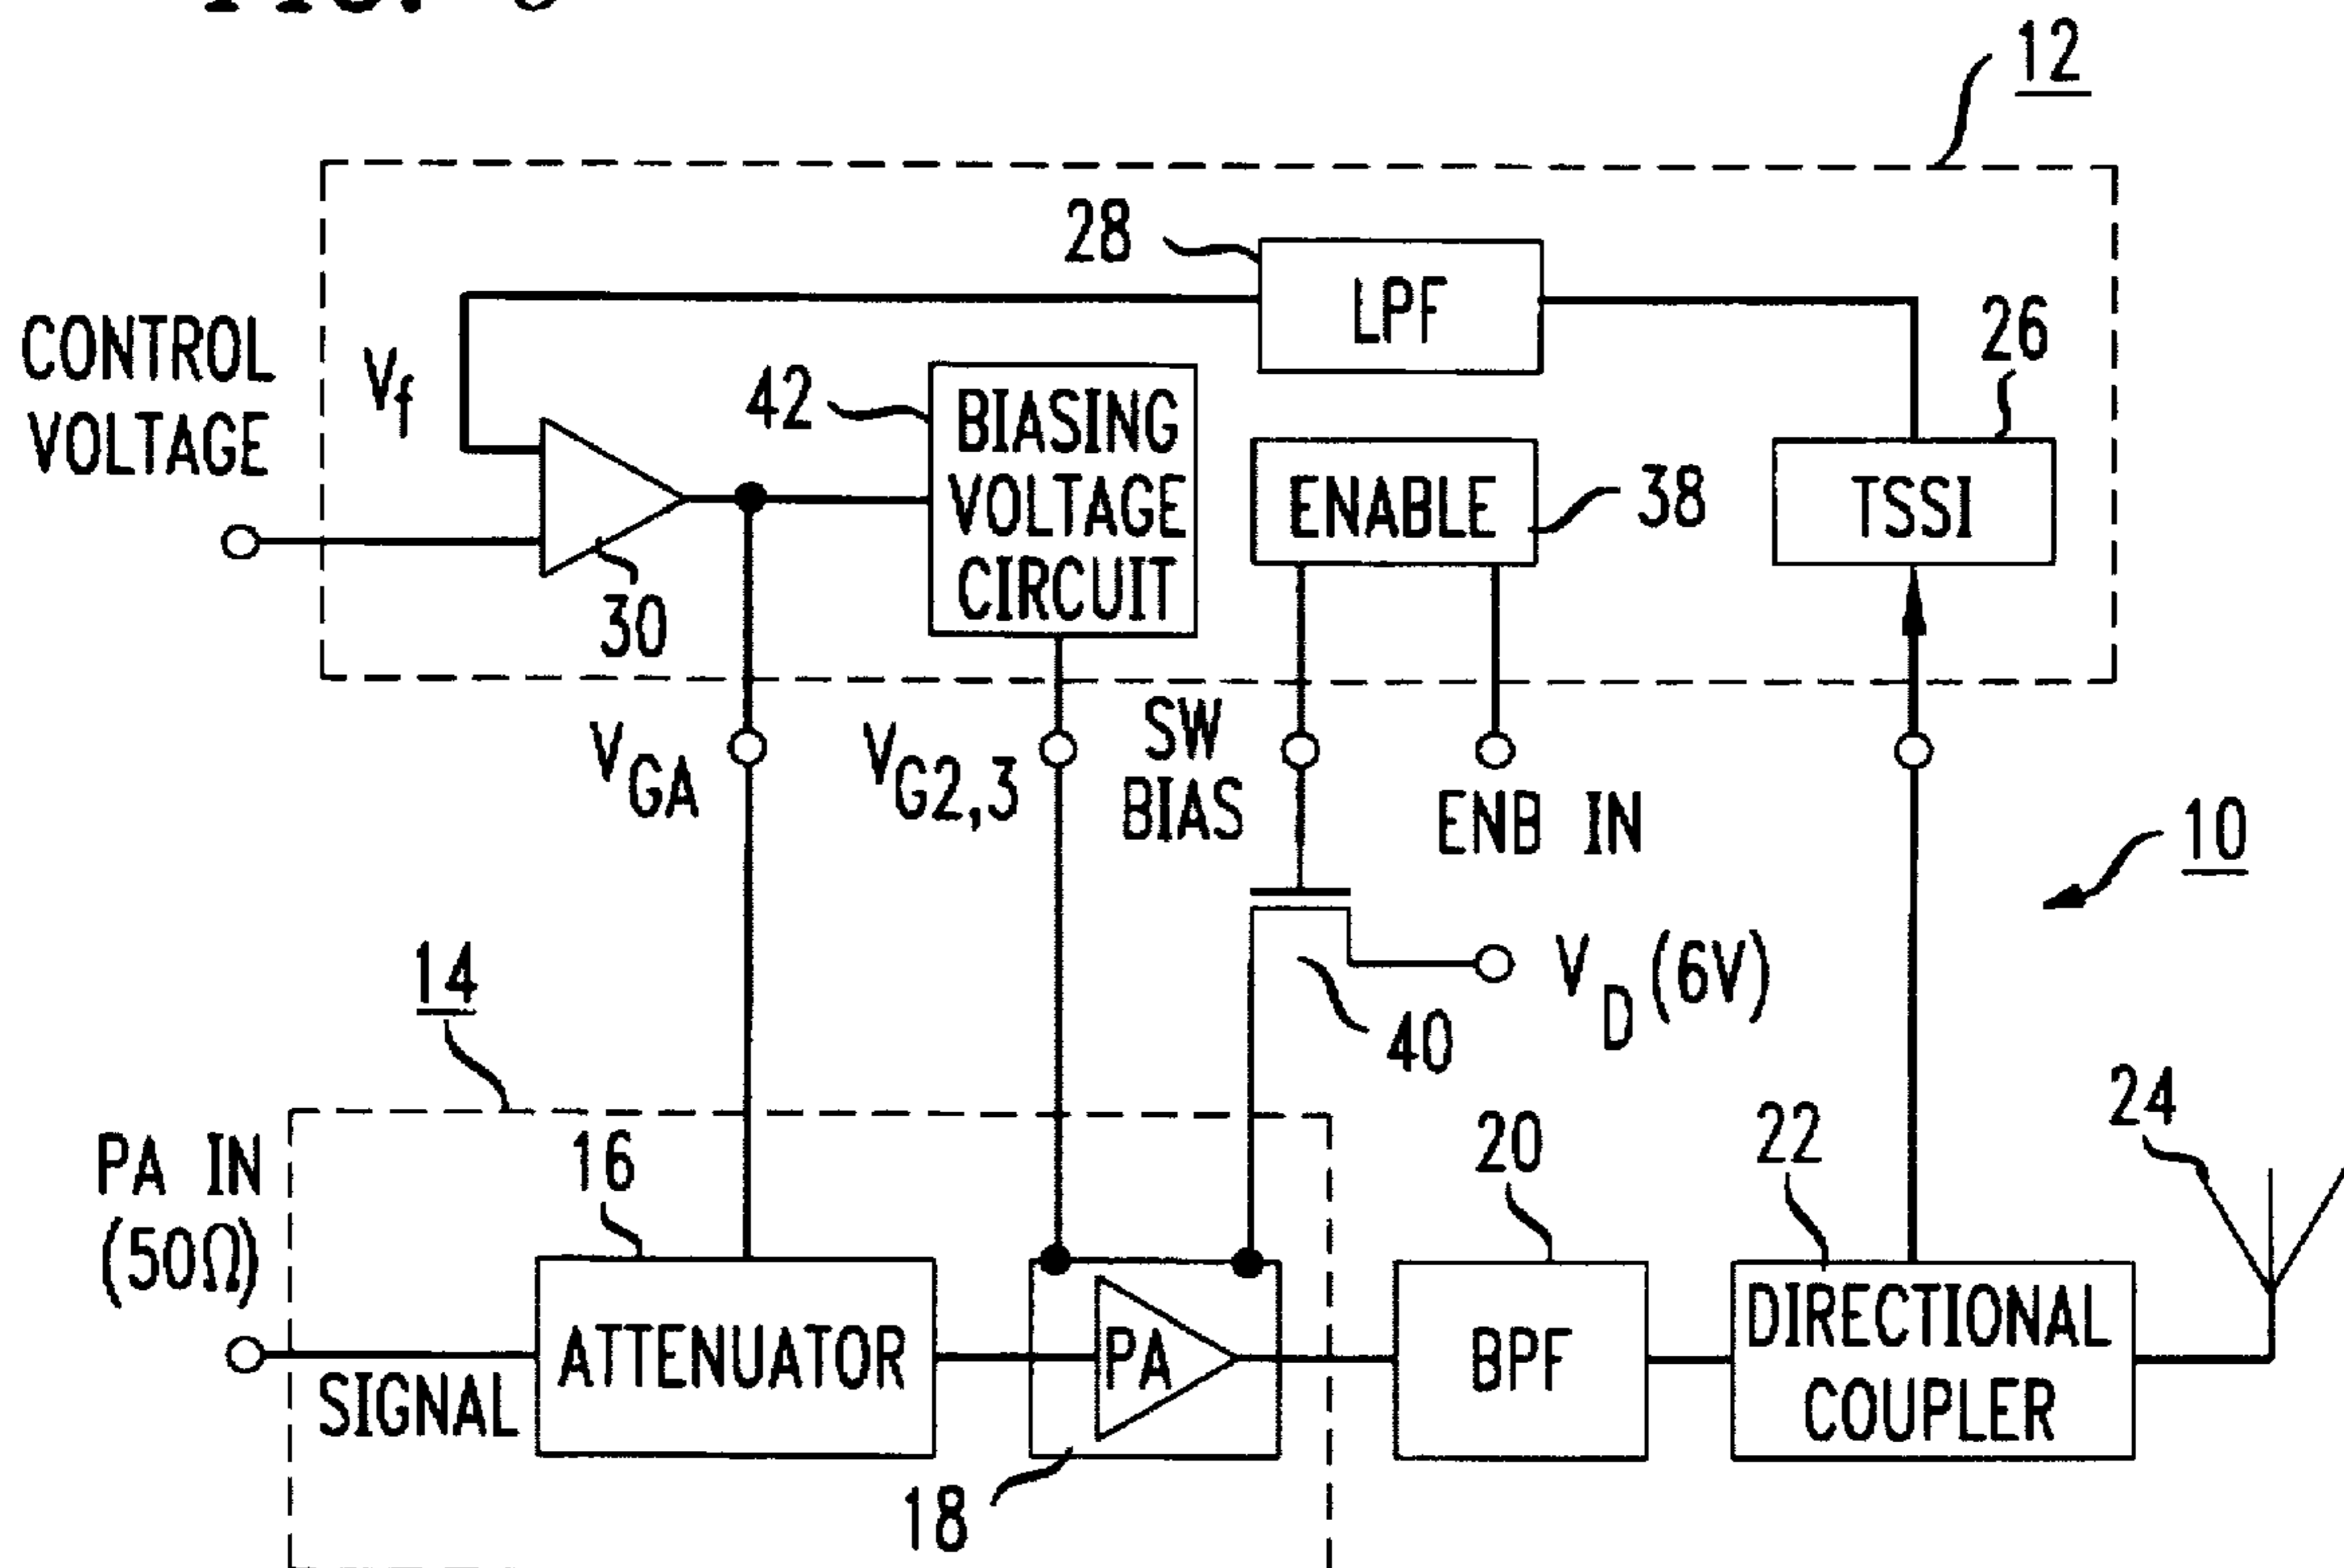 12
28
LPF
26
CONTROL
VOLTAGE
Vf
42
BIASING
VOLTAGE
CIRCUIT
ENABLE
38
TSSI
30
VGA
VG2,3
SW
BIAS
ENB IN
10
14
VD (6V)
40
24
PA IN
(50Ω)
16
20
22
SIGNAL
ATTENUATOR
PA
BPF
DIRECTIONAL
COUPLER
18